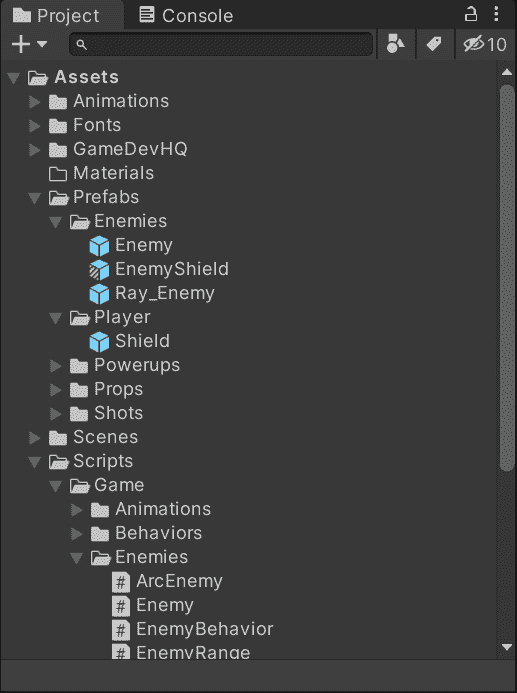 Project Console
10
Assets
Animations
Fonts
GameDevHQ
Materials
Prefabs
Enemies
Enemy
EnemyShield
Ray_Enemy
Player
Shield
Powerups
Props
Shots
Scenes
Scripts
Game
Animations
Behaviors
Enemies
# ArcEnemy
# Enemy
# EnemyBehavior
# EnemyRange